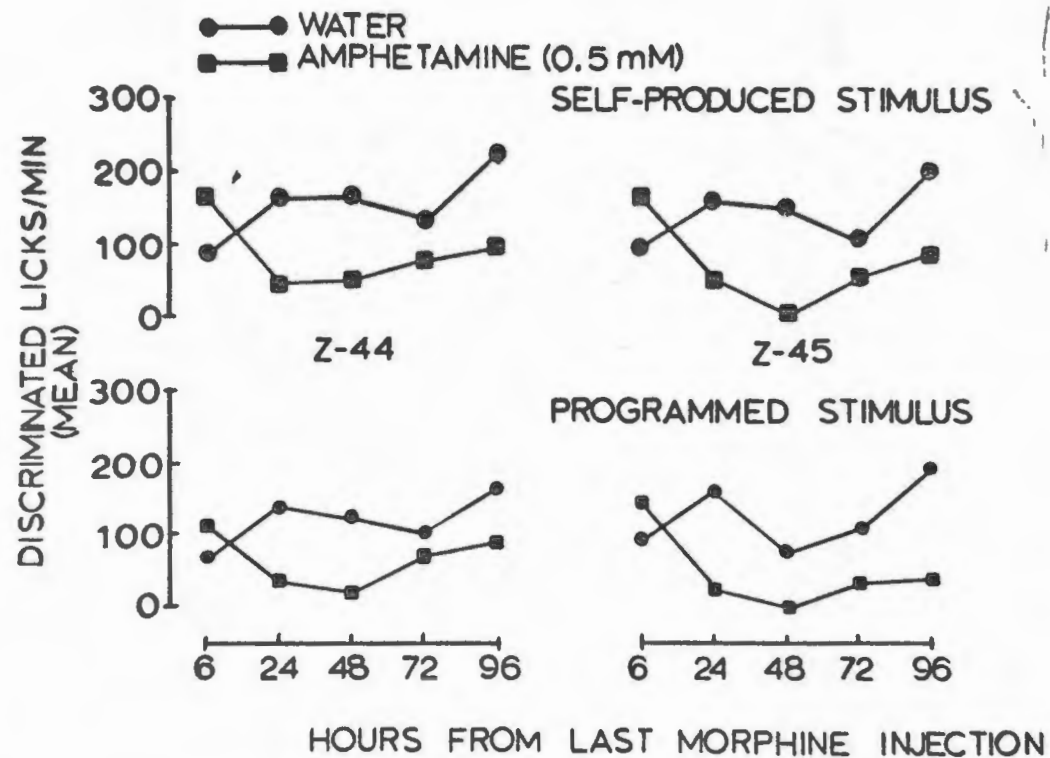 WATER
AMPHETAMINE (0.5 mM)
SELF-PRODUCED STIMULUS
300
200
100
0
Z-44
Z-45
DISCRIMINATED LICKS/MIN
(MEAN)
PROGRAMMED STIMULUS
300
200
100
0
6 24 48 72 96
6 24 48 72 96
HOURS FROM LAST MORPHINE INJECTION